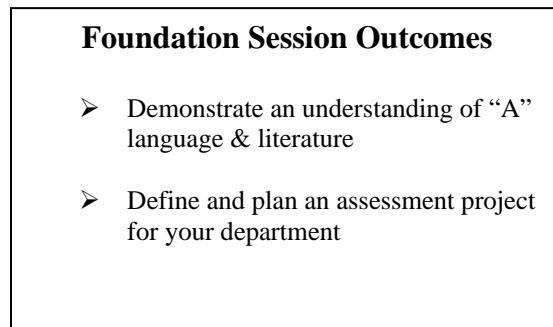 Foundation Session Outcomes
➢ Demonstrate an understanding of “A”
language & literature
➢ Define and plan an assessment project
for your department